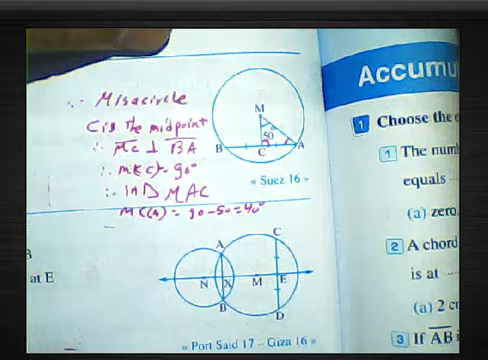 ∵ M is a circle
C is the midpoint
∴ MC ⊥ BA
∴ m(C) = 90°
∴ in Δ MAC
m(A) = 90-50=40°
M
50°
B
C
A
« Suez 16 »
at E
A
C
N
X
M
E
B
D
« Port Said 17 – Giza 16 »
Accumu
1 Choose the
1 The num
equals
(a) zero
2 A chord
is at
(a) 2
3 If AB